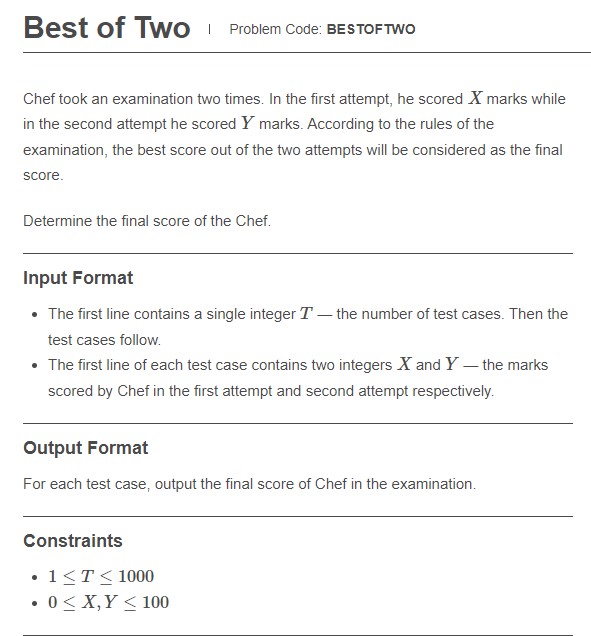 Best of Two | Problem Code: BESTOFTWO
Chef took an examination two times. In the first attempt, he scored X marks while
in the second attempt he scored Y marks. According to the rules of the
examination, the best score out of the two attempts will be considered as the final
score.
Determine the final score of the Chef.
Input Format
• The first line contains a single integer T — the number of test cases. Then the
test cases follow.
• The first line of each test case contains two integers X and Y — the marks
scored by Chef in the first attempt and second attempt respectively.
Output Format
For each test case, output the final score of Chef in the examination.
Constraints
• 1 ≤ T ≤ 1000
• 0 ≤ X, Y ≤ 100